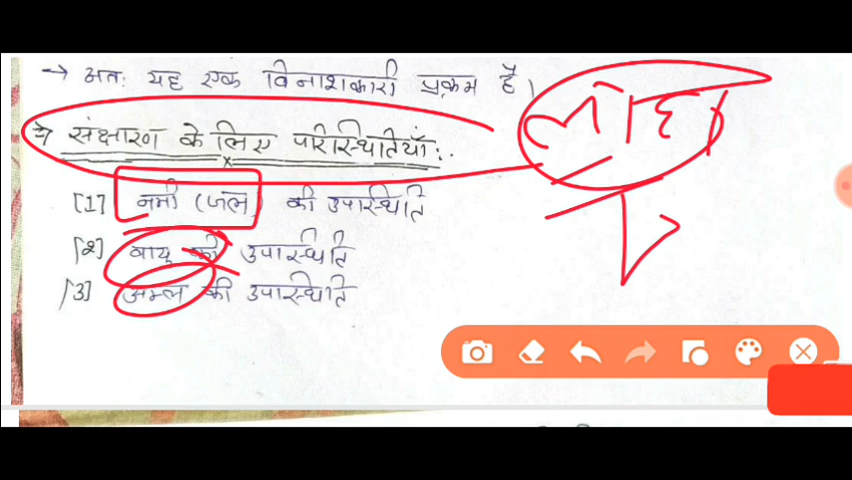 → अतः यह एक विनाशकारी प्रक्रम है।
लोहा
⇒ संक्षारण के लिए परिस्थितियाँ:-
[1] नमी (जल) की उपस्थिति
[2] वायु की उपस्थिति
[3] अम्ल की उपस्थिति